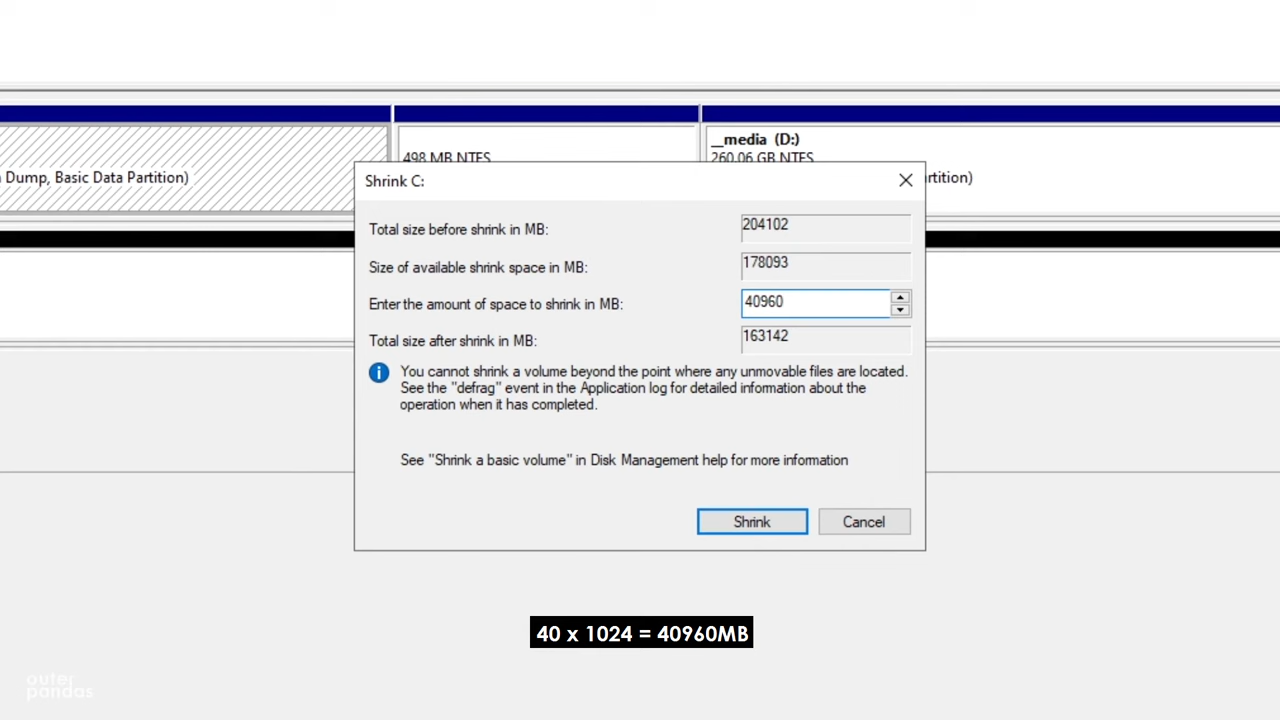 __media (D:)
498 MB NTFS
260.06 GB NTFS
Dump, Basic Data Partition)
rtition)
Shrink C:
Total size before shrink in MB:
204102
Size of available shrink space in MB:
178093
Enter the amount of space to shrink in MB:
40960
Total size after shrink in MB:
163142
You cannot shrink a volume beyond the point where any unmovable files are located.
See the "defrag" event in the Application log for detailed information about the
operation when it has completed.
See "Shrink a basic volume" in Disk Management help for more information
Shrink
Cancel
40 x 1024 = 40960MB
outer
pandas